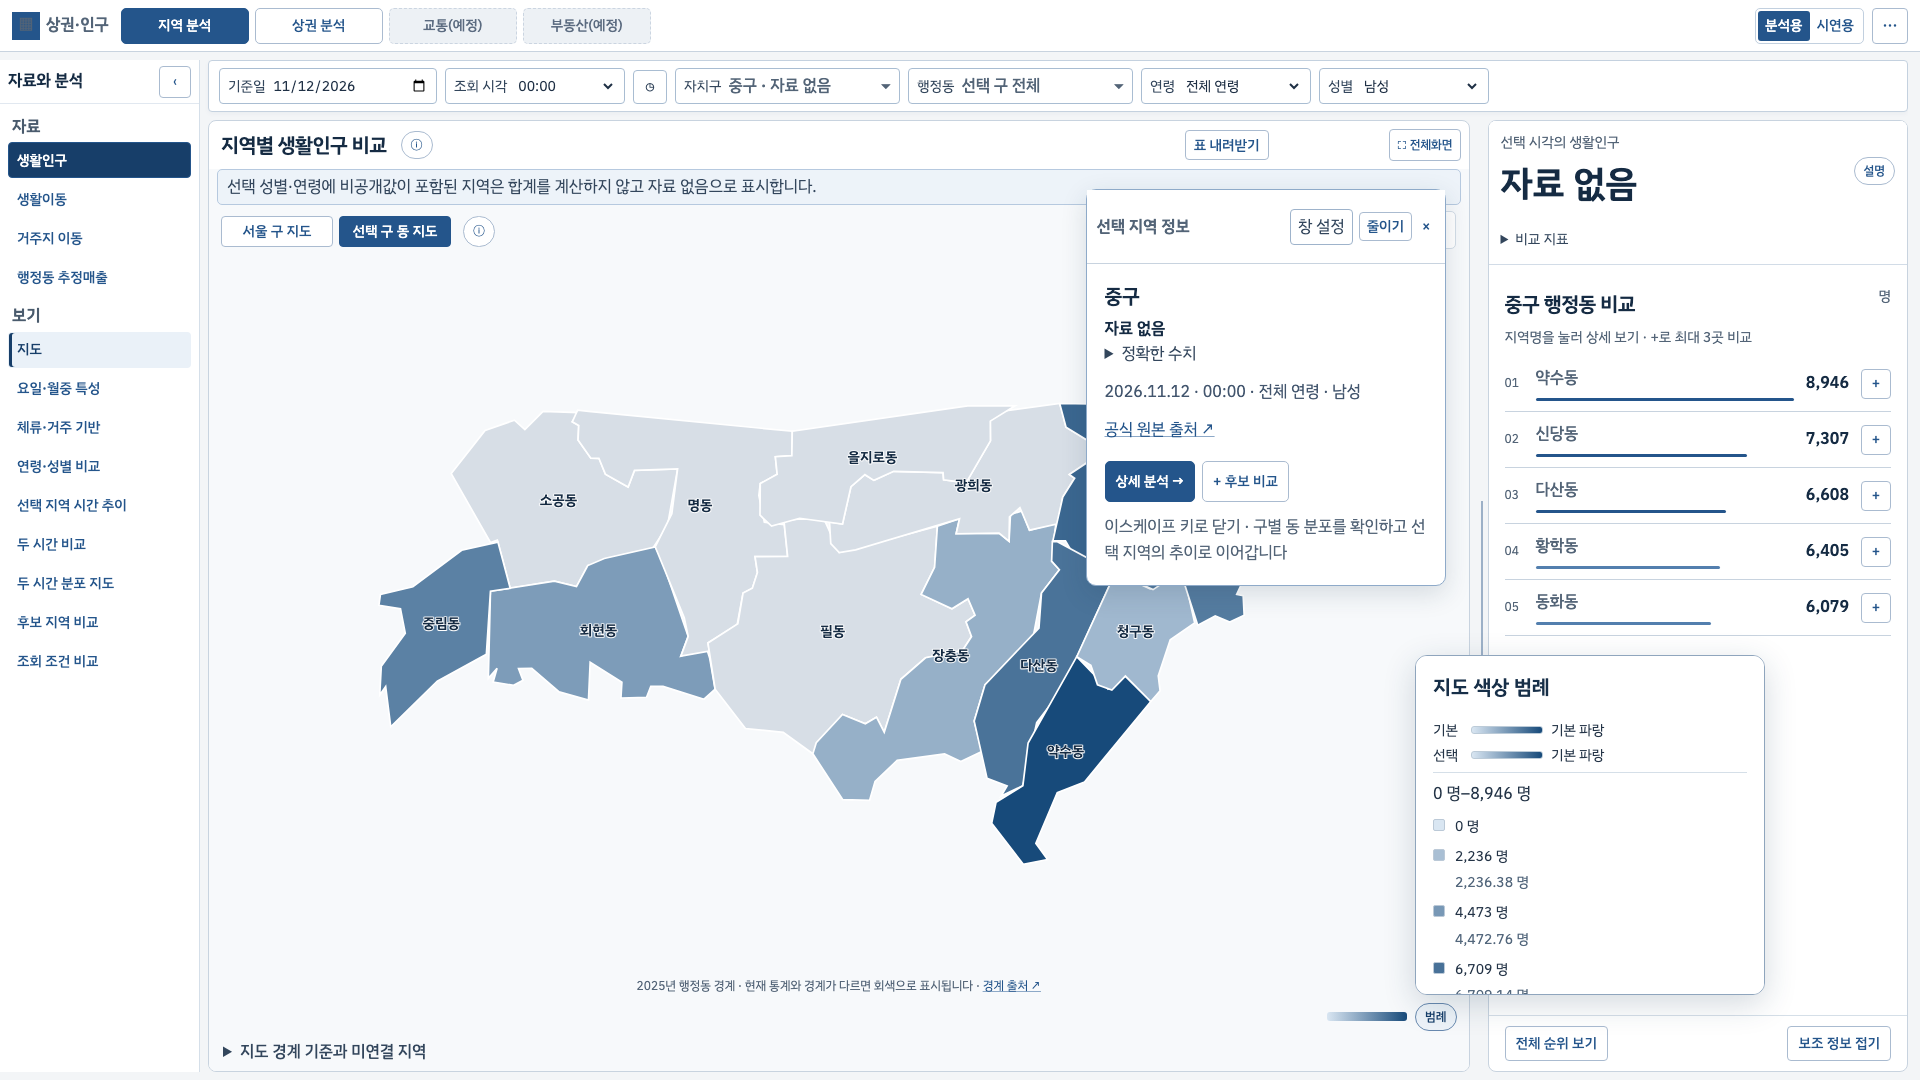 상권·인구
지역 분석
상권 분석
교통(예정)
부동산(예정)
분석용
시연용
···
자료와 분석
‹
기준일 11/12/2026
조회 시각 00:00
자치구 중구 · 자료 없음
행정동 선택 구 전체
연령 전체 연령
성별 남성
자료
생활인구
생활이동
거주지 이동
행정동 추정매출
보기
지도
요일·월중 특성
체류·거주 기반
연령·성별 비교
선택 지역 시간 추이
두 시간 비교
두 시간 분포 지도
후보 지역 비교
조회 조건 비교
지역별 생활인구 비교 ⓘ
표 내려받기
⛶ 전체화면
선택 성별·연령에 비공개값이 포함된 지역은 합계를 계산하지 않고 자료 없음으로 표시합니다.
서울 구 지도
선택 구 동 지도
ⓘ
선택 지역 정보
창 설정
줄이기
×
중구
자료 없음
▶ 정확한 수치
2026.11.12 · 00:00 · 전체 연령 · 남성
공식 원본 출처 ↗
상세 분석 →
+ 후보 비교
이스케이프 키로 닫기 · 구별 동 분포를 확인하고 선
택 지역의 추이로 이어갑니다
을지로동
광희동
소공동
명동
중림동
회현동
필동
장충동
다산동
청구동
약수동
2025년 행정동 경계 · 현재 통계와 경계가 다르면 회색으로 표시됩니다 · 경계 출처 ↗
범례
▶ 지도 경계 기준과 미연결 지역
선택 시각의 생활인구
자료 없음
설명
▶ 비교 지표
중구 행정동 비교
명
지역명을 눌러 상세 보기 · +로 최대 3곳 비교
01 약수동 8,946 +
02 신당동 7,307 +
03 다산동 6,608 +
04 황학동 6,405 +
05 동화동 6,079 +
지도 색상 범례
기본 기본 파랑
선택 기본 파랑
0 명–8,946 명
0 명
2,236 명
2,236.38 명
4,473 명
4,472.76 명
6,709 명
전체 순위 보기
보조 정보 접기